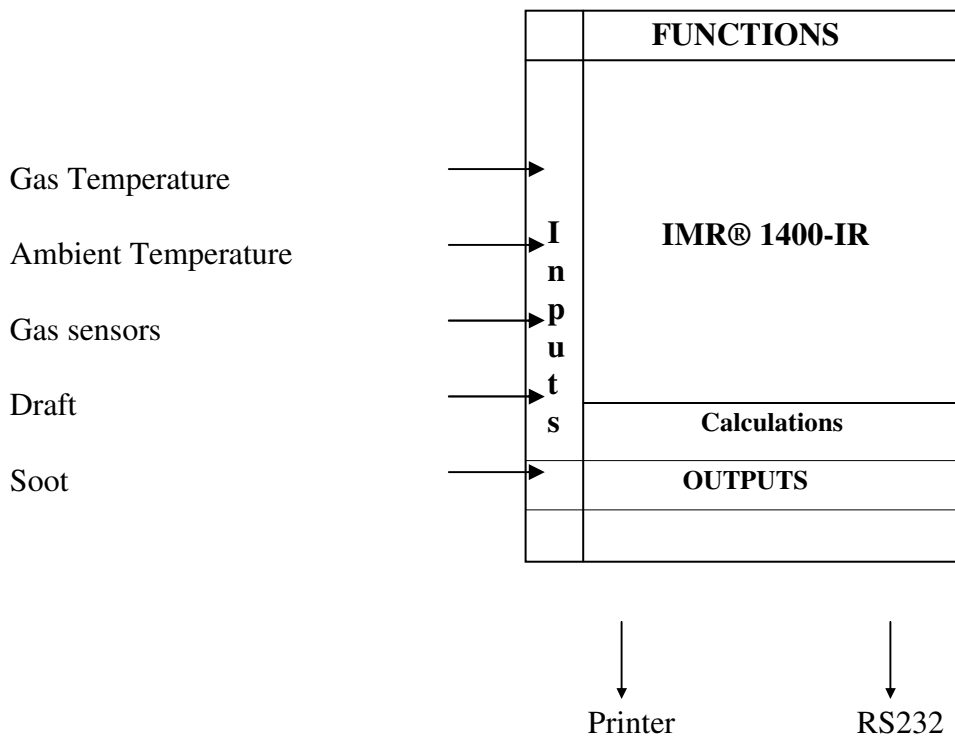 FUNCTIONS
Gas Temperature
Ambient Temperature
Gas sensors
Draft
Soot
Inputs
IMR® 1400-IR
Calculations
OUTPUTS
Printer
RS232